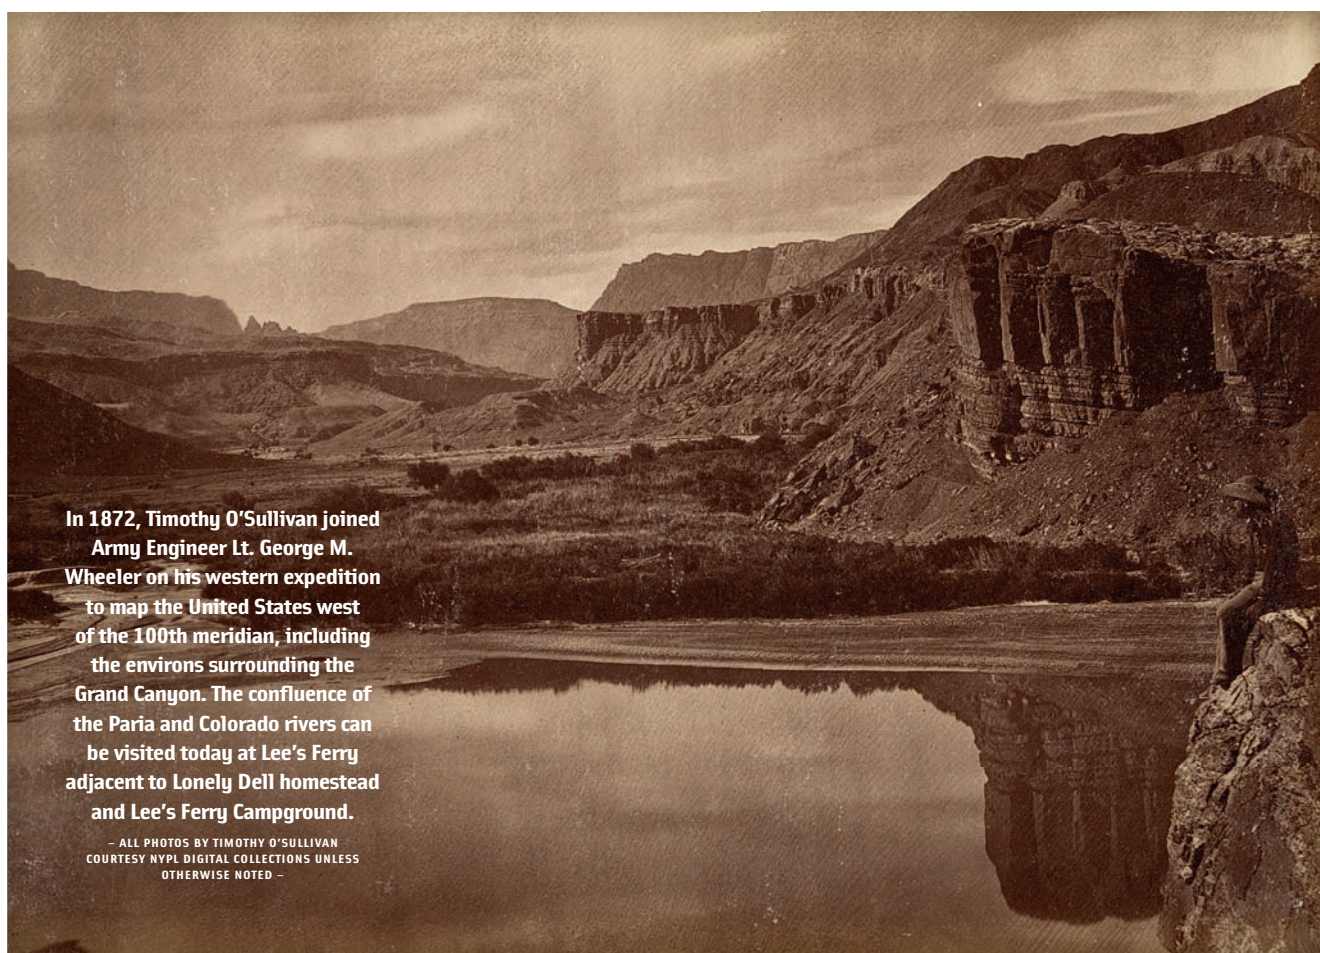 In 1872, Timothy O’Sullivan joined
Army Engineer Lt. George M.
Wheeler on his western expedition
to map the United States west
of the 100th meridian, including
the environs surrounding the
Grand Canyon. The confluence of
the Paria and Colorado rivers can
be visited today at Lee’s Ferry
adjacent to Lonely Dell homestead
and Lee’s Ferry Campground.
– ALL PHOTOS BY TIMOTHY O’SULLIVAN
COURTESY NYPL DIGITAL COLLECTIONS UNLESS
OTHERWISE NOTED –